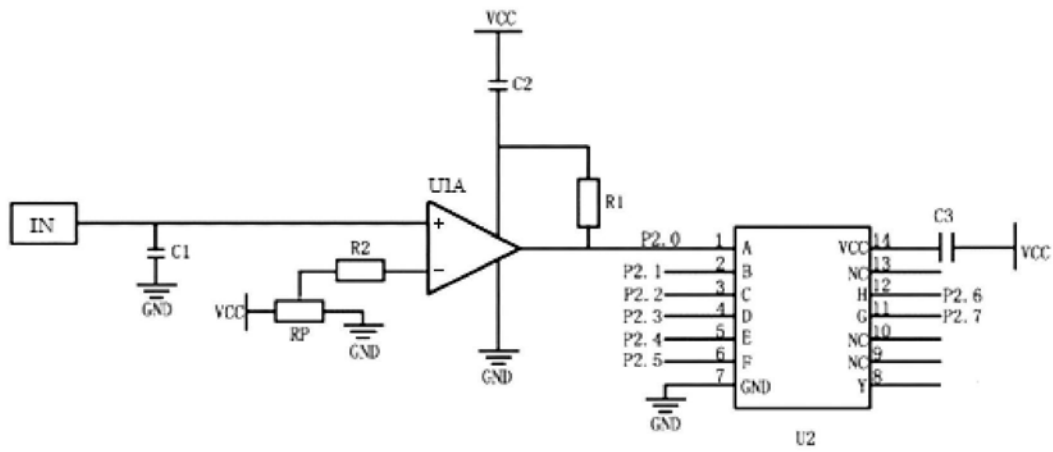 VCC
C2
U1A
R1
IN
+
C1
GND
R2
−
VCC
RP
GND
GND
P2.0 1 A
P2.1 2 B
P2.2 3 C
P2.3 4 D
P2.4 5 E
P2.5 6 F
7 GND
GND
VCC 14
C3
VCC
NC 13
H 12 P2.6
G 11 P2.7
NC 10
NC 9
Y 8
U2